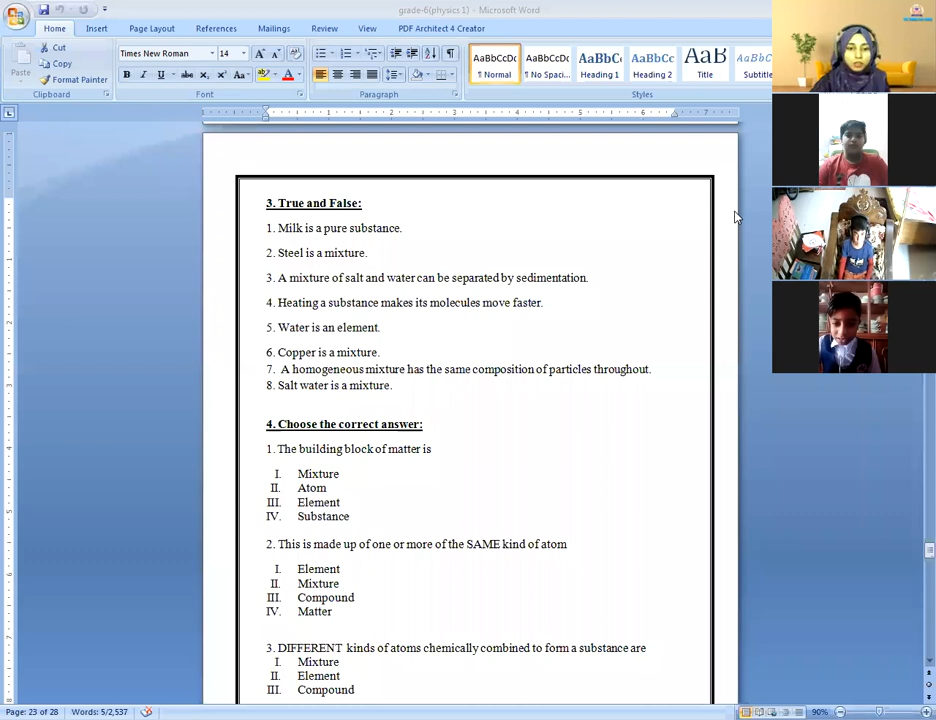 grade-6(physics 1) - Microsoft Word
Home Insert Page Layout References Mailings Review View PDF Architect 4 Creator
Cut
Copy
Format Painter
Paste
Clipboard
Times New Roman 14
Font
Paragraph
AaBbCcDc AaBbCcDc AaBbC AaBbCc AaB AaBbCc
¶ Normal ¶ No Spaci... Heading 1 Heading 2 Title Subtitle
Styles
3. True and False:
1. Milk is a pure substance.
2. Steel is a mixture.
3. A mixture of salt and water can be separated by sedimentation.
4. Heating a substance makes its molecules move faster.
5. Water is an element.
6. Copper is a mixture.
7. A homogeneous mixture has the same composition of particles throughout.
8. Salt water is a mixture.
4. Choose the correct answer:
1. The building block of matter is
I. Mixture
II. Atom
III. Element
IV. Substance
2. This is made up of one or more of the SAME kind of atom
I. Element
II. Mixture
III. Compound
IV. Matter
3. DIFFERENT kinds of atoms chemically combined to form a substance are
I. Mixture
II. Element
III. Compound
Page: 23 of 28 Words: 5/2,537 90%